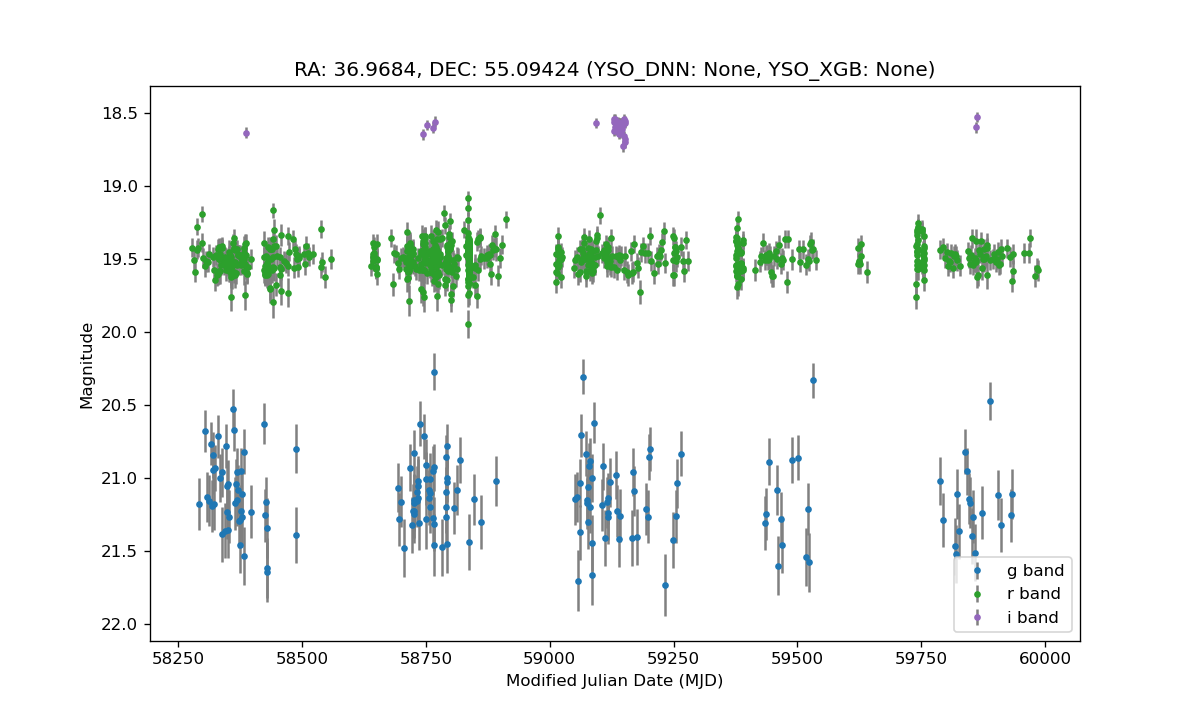 RA: 36.9684, DEC: 55.09424 (YSO_DNN: None, YSO_XGB: None)
18.5
19.0
19.5
20.0
20.5
21.0
21.5
22.0
Magnitude
g band
r band
i band
58250 58500 58750 59000 59250 59500 59750 60000
Modified Julian Date (MJD)